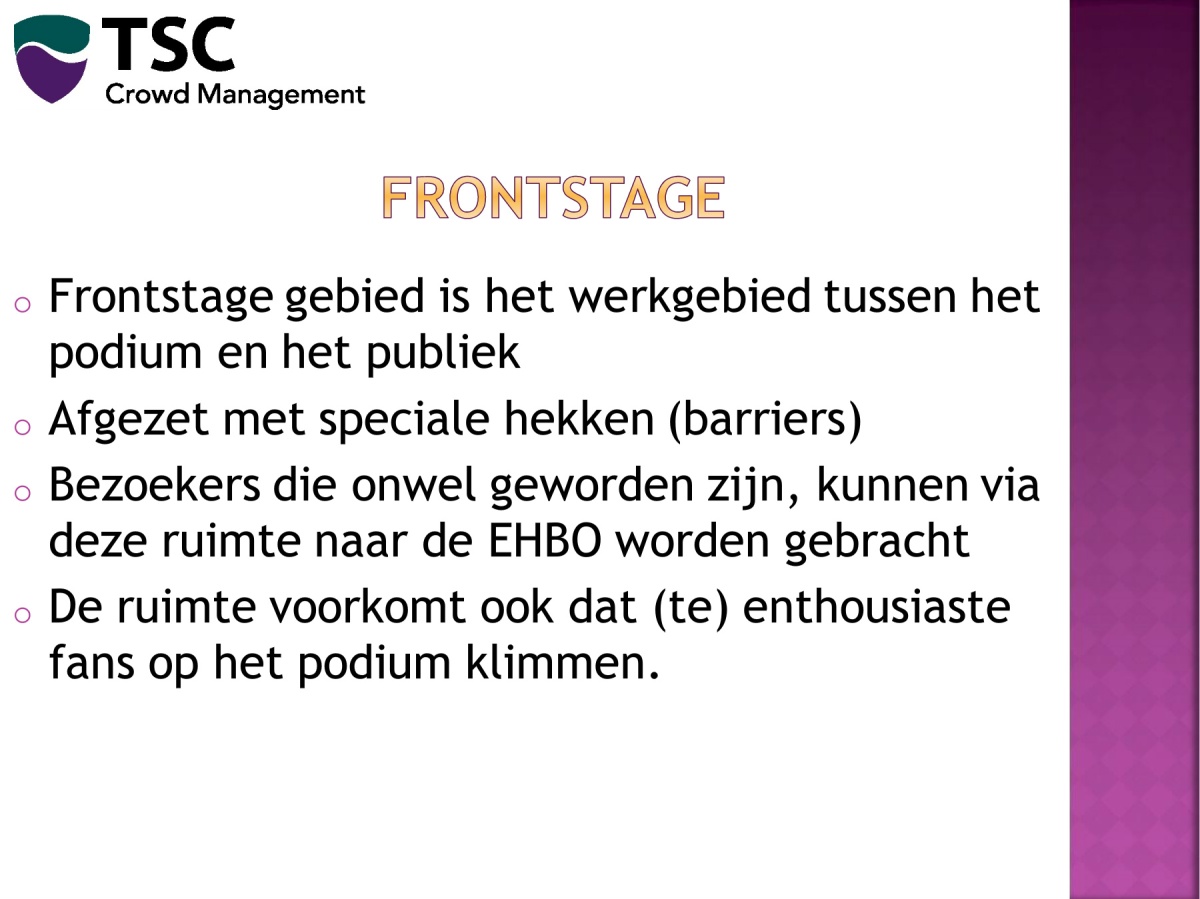 TSC
Crowd Management
FRONTSTAGE
o Frontstage gebied is het werkgebied tussen het
podium en het publiek
o Afgezet met speciale hekken (barriers)
o Bezoekers die onwel geworden zijn, kunnen via
deze ruimte naar de EHBO worden gebracht
o De ruimte voorkomt ook dat (te) enthousiaste
fans op het podium klimmen.